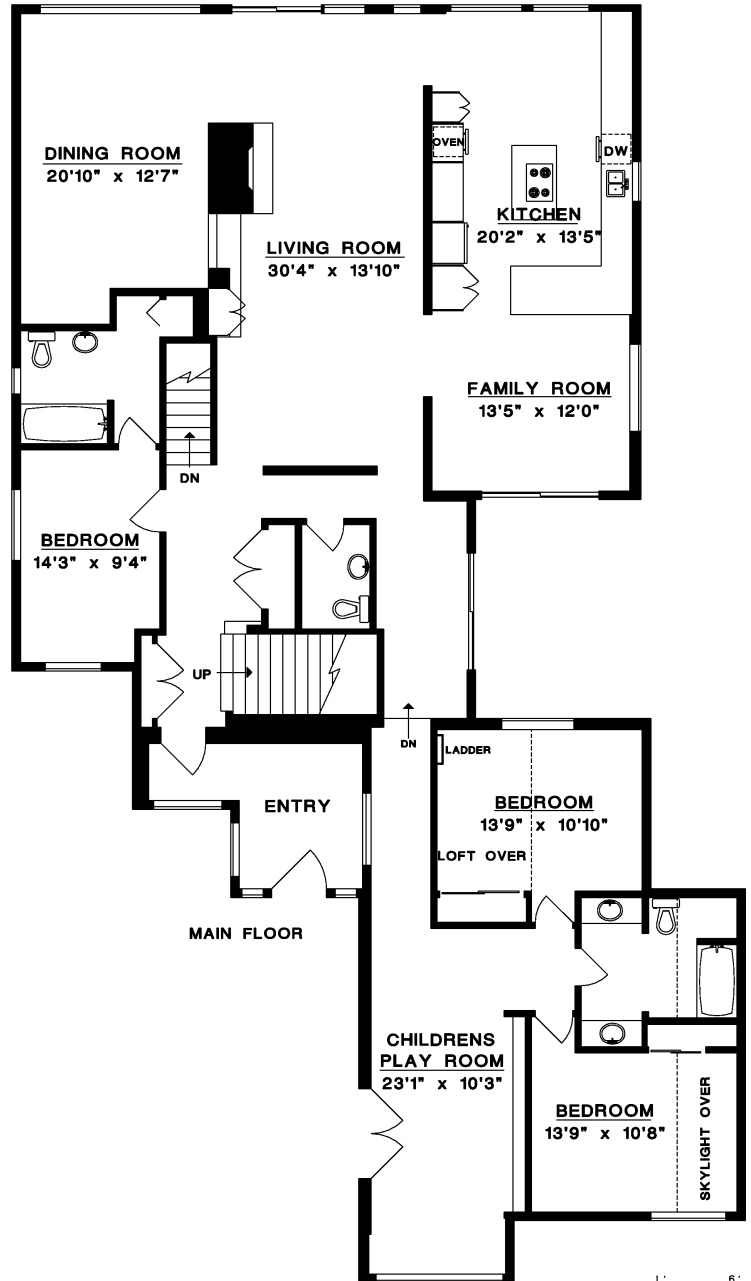 DINING ROOM
20'10" x 12'7"
OVEN
DW
KITCHEN
20'2" x 13'5"
LIVING ROOM
30'4" x 13'10"
FAMILY ROOM
13'5" x 12'0"
DN
BEDROOM
14'3" x 9'4"
UP
DN
LADDER
ENTRY
BEDROOM
13'9" x 10'10"
LOFT OVER
MAIN FLOOR
CHILDRENS
PLAY ROOM
23'1" x 10'3"
BEDROOM
13'9" x 10'8"
SKYLIGHT OVER